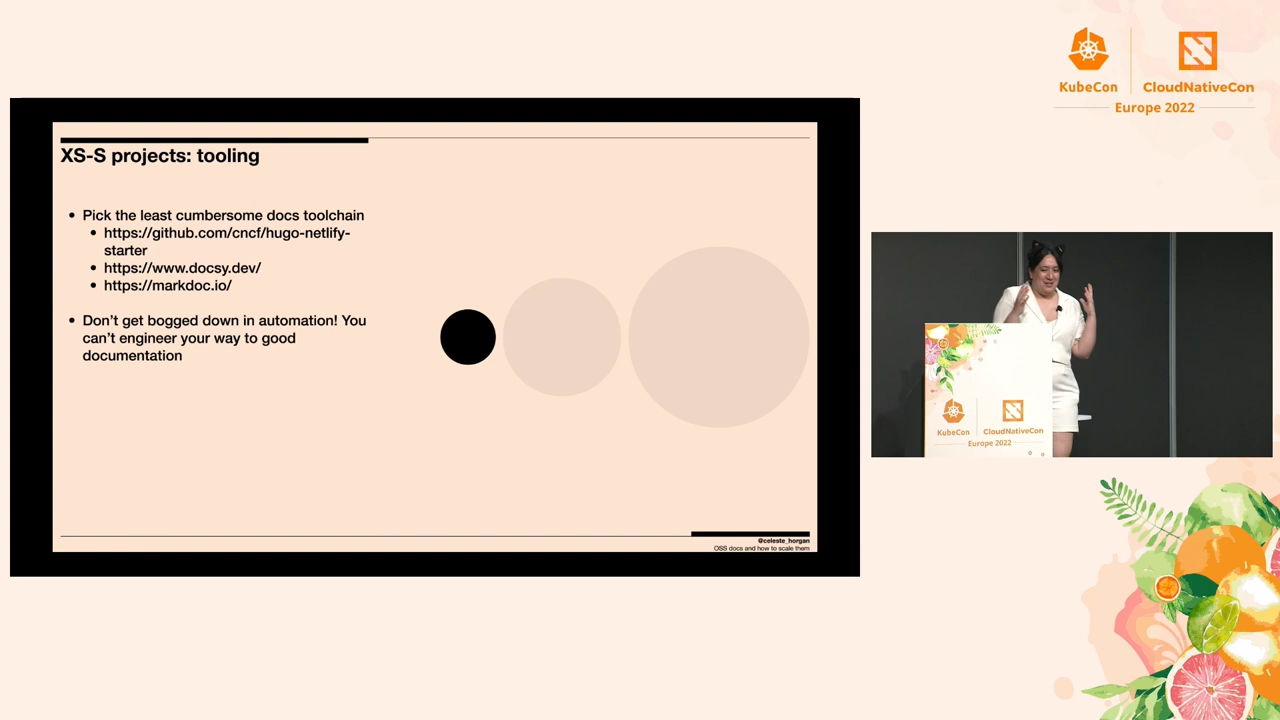 KubeCon
CloudNativeCon
Europe 2022
XS-S projects: tooling
• Pick the least cumbersome docs toolchain
• https://github.com/cncf/hugo-netlify-
starter
• https://www.docsy.dev/
• https://markdoc.io/
• Don't get bogged down in automation! You
can't engineer your way to good
documentation
@celeste_horgan
OSS docs and how to scale them
KubeCon
CloudNativeCon
Europe 2022